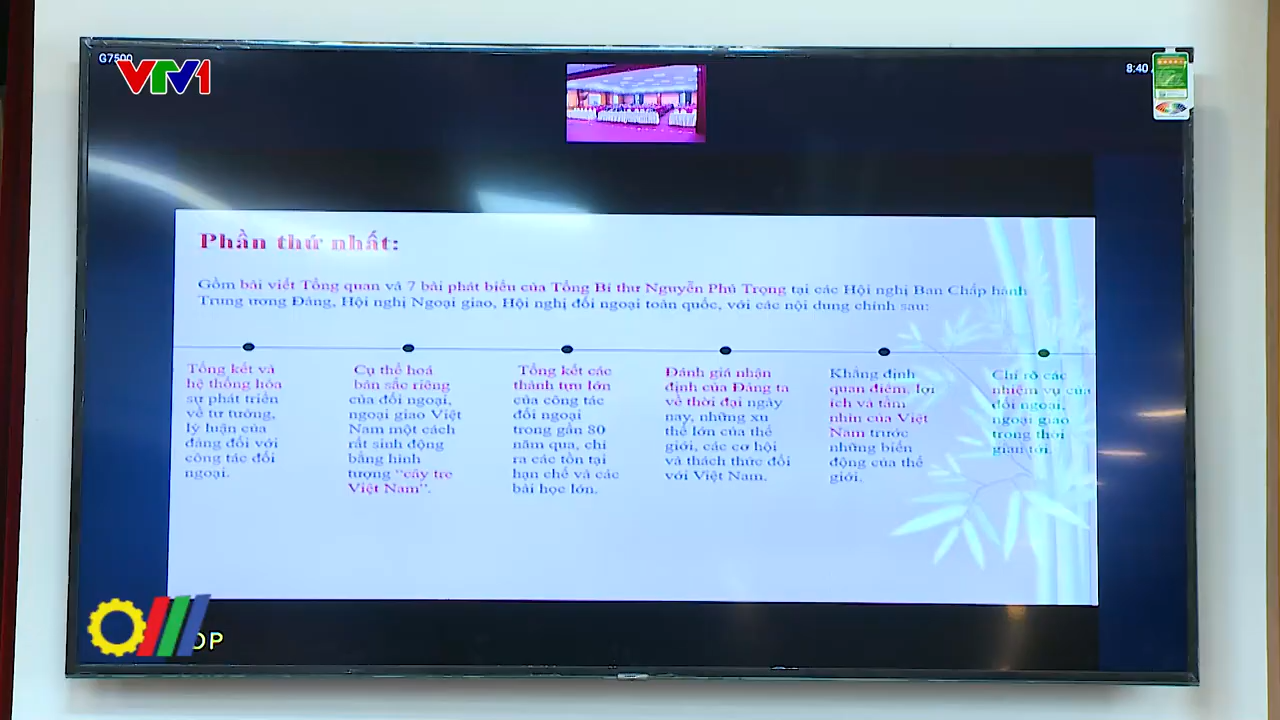 G7500
VTV1
8:40
Phần thứ nhất:
Gồm bài viết Tổng quan và 7 bài phát biểu của Tổng Bí thư Nguyễn Phú Trọng tại các Hội nghị Ban Chấp hành
Trung ương Đảng, Hội nghị Ngoại giao, Hội nghị đối ngoại toàn quốc, với các nội dung chính sau:
Tổng kết và
hệ thống hóa
sự phát triển
về tư tưởng,
lý luận của
đảng đối với
công tác đối
ngoại.
Cụ thể hoá
bản sắc riêng
của đối ngoại,
ngoại giao Việt
Nam một cách
rất sinh động
bằng hình
tượng “cây tre
Việt Nam”.
Tổng kết các
thành tựu lớn
của công tác
đối ngoại
trong gần 80
năm qua, chỉ
ra các tồn tại
hạn chế và các
bài học lớn.
Đánh giá nhận
định của Đảng ta
về thời đại ngày
nay, những xu
thế lớn của thế
giới, các cơ hội
và thách thức đối
với Việt Nam.
Khẳng định
quan điểm, lợi
ích và tầm
nhìn của Việt
Nam trước
những biến
động của thế
giới.
Chỉ rõ các
nhiệm vụ của
đối ngoại,
ngoại giao
trong thời
gian tới.
OP